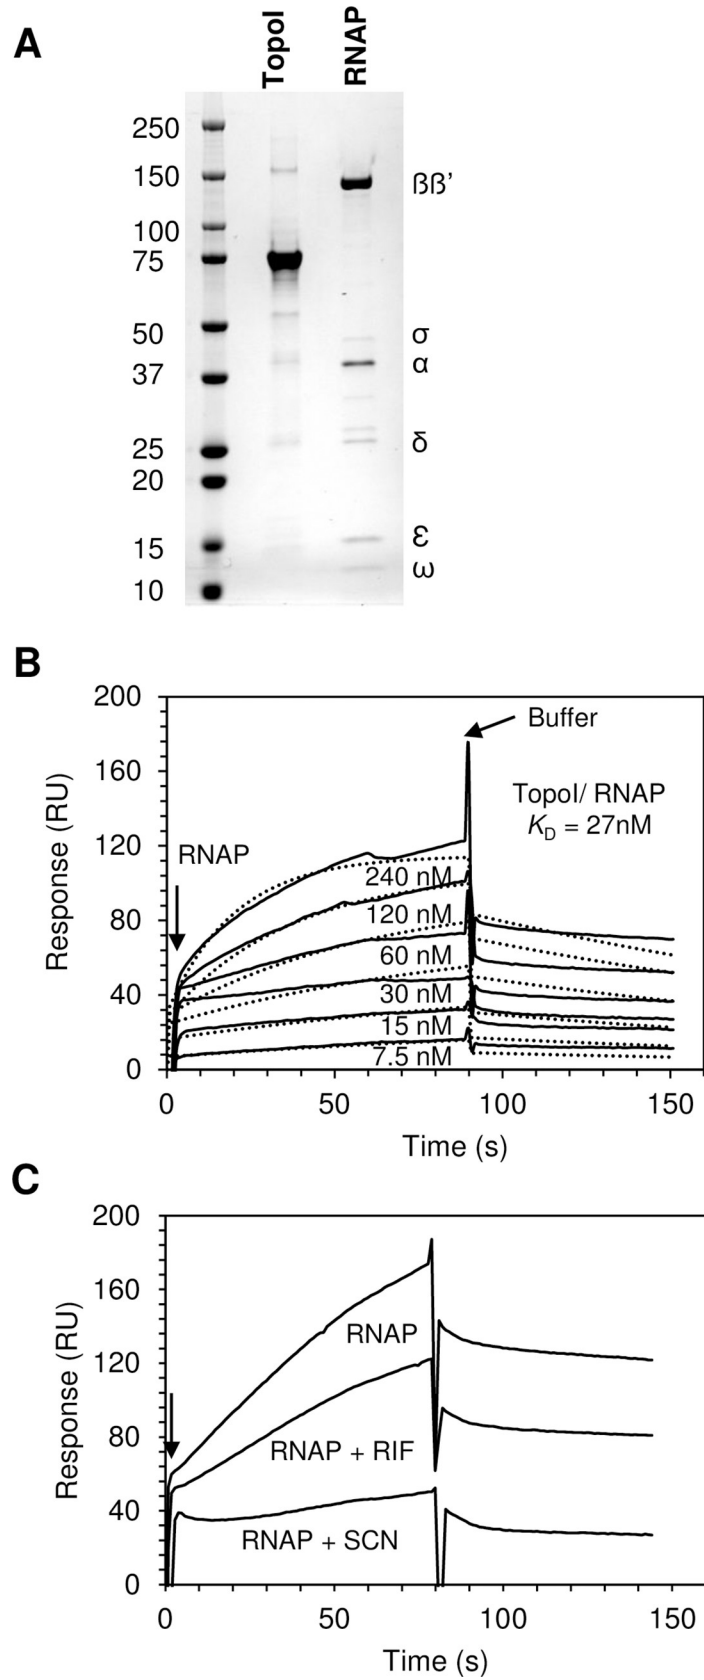 A
TopoI
RNAP
250
150
100
75
50
37
25
20
15
10
ßß'
σ
α
δ
ε
ω
B
Response (RU)
200
160
120
80
40
0
RNAP
Buffer
TopoI/ RNAP
KD = 27nM
240 nM
120 nM
60 nM
30 nM
15 nM
7.5 nM
0
50
100
150
Time (s)
C
Response (RU)
200
160
120
80
40
0
RNAP
RNAP + RIF
RNAP + SCN
0
50
100
150
Time (s)